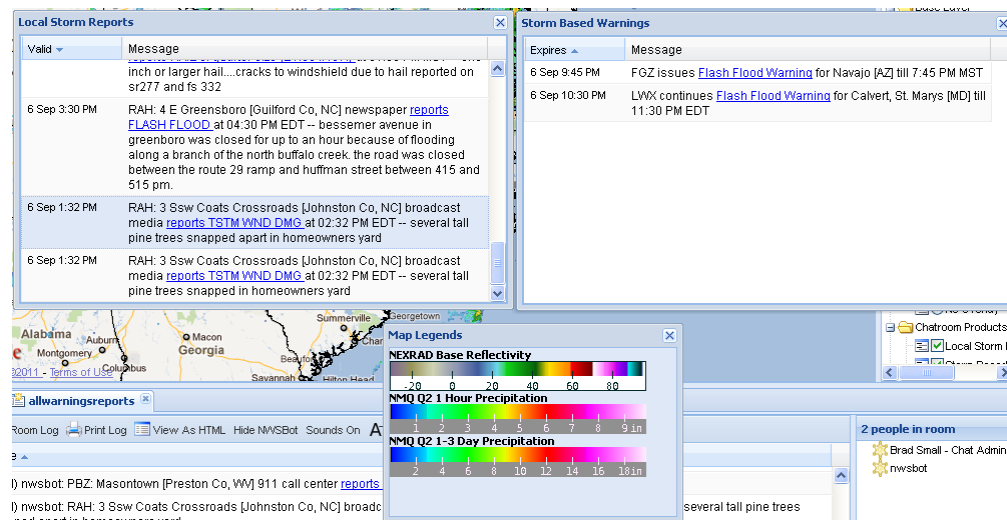 Local Storm Reports
Valid
Message
inch or larger hail....cracks to windshield due to hail reported on
sr277 and fs 332
6 Sep 3:30 PM
RAH: 4 E Greensboro [Guilford Co, NC] newspaper reports
FLASH FLOOD at 04:30 PM EDT -- bessemer avenue in
greenboro was closed for up to an hour because of flooding
along a branch of the north buffalo creek. the road was closed
between the route 29 ramp and huffman street between 415 and
515 pm.
6 Sep 1:32 PM
RAH: 3 Ssw Coats Crossroads [Johnston Co, NC] broadcast
media reports TSTM WND DMG at 02:32 PM EDT -- several tall
pine trees snapped apart in homeowners yard
6 Sep 1:32 PM
RAH: 3 Ssw Coats Crossroads [Johnston Co, NC] broadcast
media reports TSTM WND DMG at 02:32 PM EDT -- several tall
pine trees snapped in homeowners yard
Storm Based Warnings
Expires
Message
6 Sep 9:45 PM
FGZ issues Flash Flood Warning for Navajo [AZ] till 7:45 PM MST
6 Sep 10:30 PM
LWX continues Flash Flood Warning for Calvert, St. Marys [MD] till
11:30 PM EDT
Base Layer
Chatroom Products
Local Storm
Alabama
Auburn
Montgomery
Columbus
Macon
Georgia
Summerville
Georgetown
Savannah
Hilton Head
2011 - Terms of Use
Map Legends
NEXRAD Base Reflectivity
-20 0 20 40 60 80
NMQ Q2 1 Hour Precipitation
1 2 3 4 5 6 7 8 9 in
NMQ Q2 1-3 Day Precipitation
2 4 6 8 10 12 14 16 18in
allwarningsreports
Room Log
Print Log
View As HTML
Hide NWSBot
Sounds On
A
nwsbot: PBZ: Masontown [Preston Co, WV] 911 call center reports
nwsbot: RAH: 3 Ssw Coats Crossroads [Johnston Co, NC] broadc
several tall pine trees
2 people in room
Brad Small - Chat Admin
nwsbot